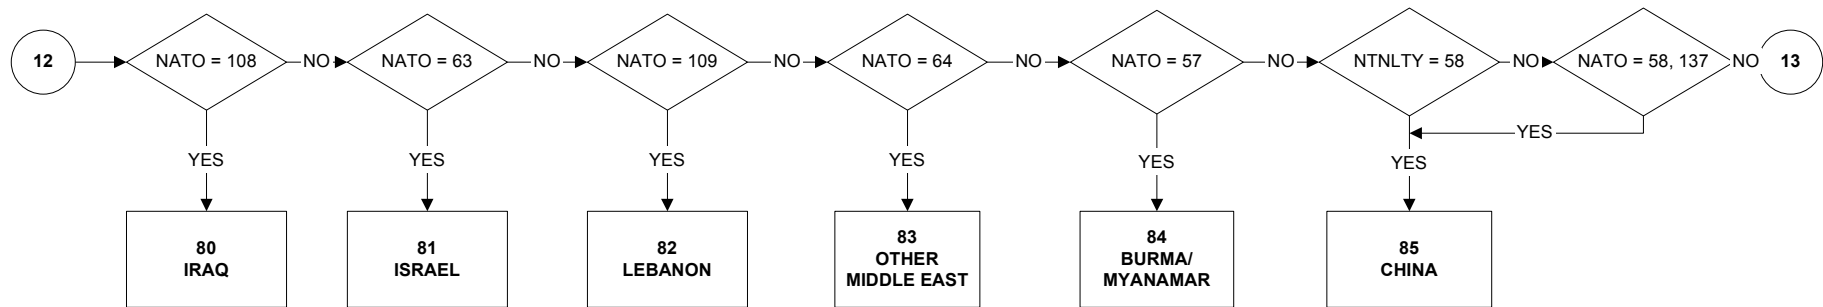 12
NATO = 108
NO
NATO = 63
NO
NATO = 109
NO
NATO = 64
NO
NATO = 57
NO
NTNLTY = 58
NO
NATO = 58, 137
NO
13
YES
YES
YES
YES
YES
YES
YES
80
IRAQ
81
ISRAEL
82
LEBANON
83
OTHER
MIDDLE EAST
84
BURMA/
MYANAMAR
85
CHINA